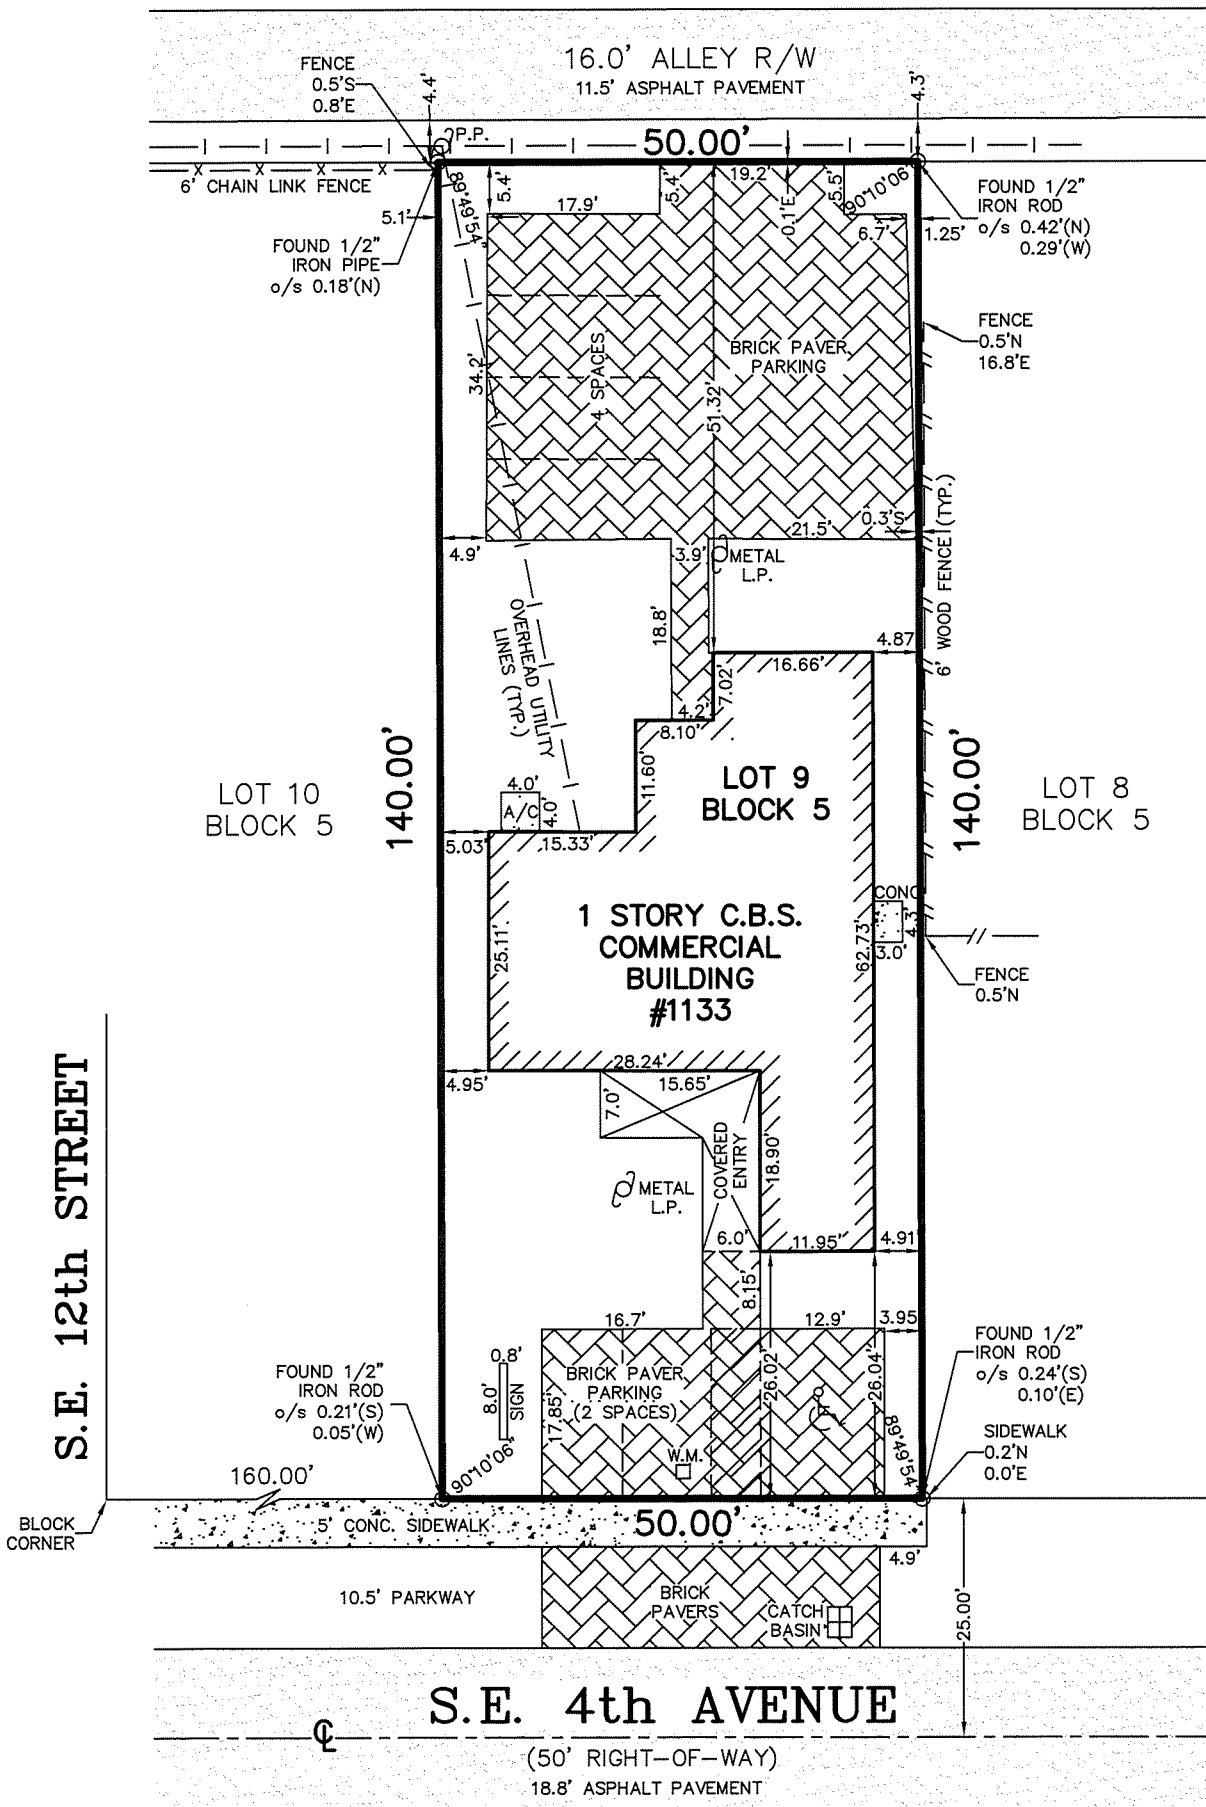 16.0' ALLEY R/W
11.5' ASPHALT PAVEMENT
FENCE
0.5'S
0.8'E
4.4'
4.3'
P.P.
50.00'
6' CHAIN LINK FENCE
89°49'54"
5.4'
17.9'
5.4'
19.2'
0.1'E
5.5'
90°10'06"
6.7'
1.25'
5.1'
FOUND 1/2"
IRON PIPE
o/s 0.18'(N)
FOUND 1/2"
IRON ROD
o/s 0.42'(N)
0.29'(W)
FENCE
0.5'N
16.8'E
34.2'
4 SPACES
51.32'
BRICK PAVER
PARKING
4.9'
3.9'
21.5'
0.3'S
METAL
L.P.
6' WOOD FENCE (TYP.)
OVERHEAD UTILITY
LINES (TYP.)
18.8'
16.66'
4.87'
7.02'
4.2'
8.10'
11.60'
140.00'
LOT 10
BLOCK 5
LOT 9
BLOCK 5
140.00'
LOT 8
BLOCK 5
4.0'
A/C
4.0'
5.03'
15.33'
1 STORY C.B.S.
COMMERCIAL
BUILDING
#1133
25.11'
62.73'
CONC
4.3'
3.0'
FENCE
0.5'N
28.24'
4.95'
15.65'
7.0'
COVERED
ENTRY
18.90'
METAL
L.P.
6.0'
11.95'
4.91'
8.15'
16.7'
12.9'
3.95'
S.E. 12th STREET
FOUND 1/2"
IRON ROD
o/s 0.21'(S)
0.05'(W)
0.8'
8.0'
SIGN
BRICK PAVER
PARKING
(2 SPACES)
17.85'
26.02'
26.04'
W.M.
FOUND 1/2"
IRON ROD
o/s 0.24'(S)
0.10'(E)
SIDEWALK
0.2'N
0.0'E
90°10'06"
89°49'54"
160.00'
BLOCK
CORNER
5' CONC. SIDEWALK
50.00'
4.9'
10.5' PARKWAY
BRICK
PAVERS
CATCH
BASIN
25.00'
S.E. 4th AVENUE
CL
(50' RIGHT-OF-WAY)
18.8' ASPHALT PAVEMENT